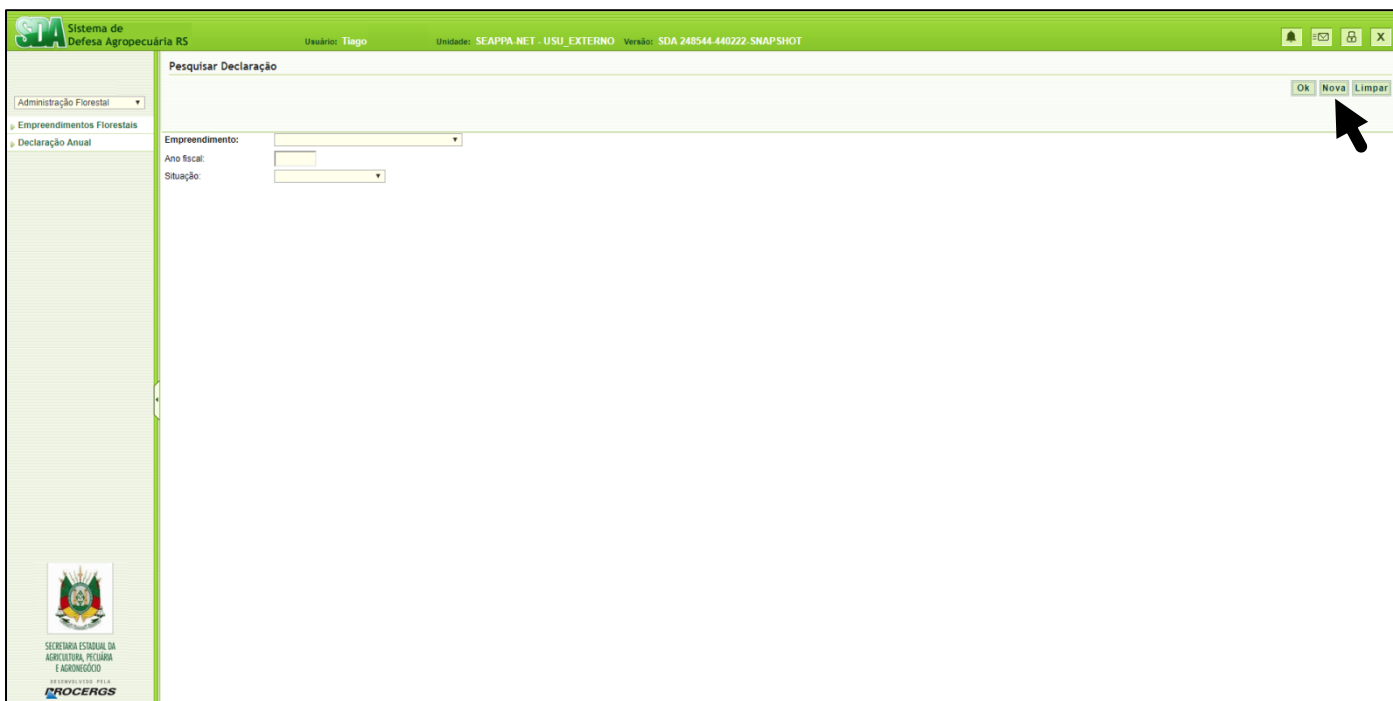 SDA Sistema de
Defesa Agropecuária RS
Usuário: Tiago
Unidade: SEAPPA-NET - USU_EXTERNO Versão: SDA 248544-440222-SNAPSHOT
X
Pesquisar Declaração
Ok Nova Limpar
Administração Florestal
Empreendimentos Florestais
Declaração Anual
Empreendimento:
Ano fiscal:
Situação:
SECRETARIA ESTADUAL DA
AGRICULTURA, PECUÁRIA
E AGRONEGÓCIO
DESENVOLVIDO PELA
PROCERGS